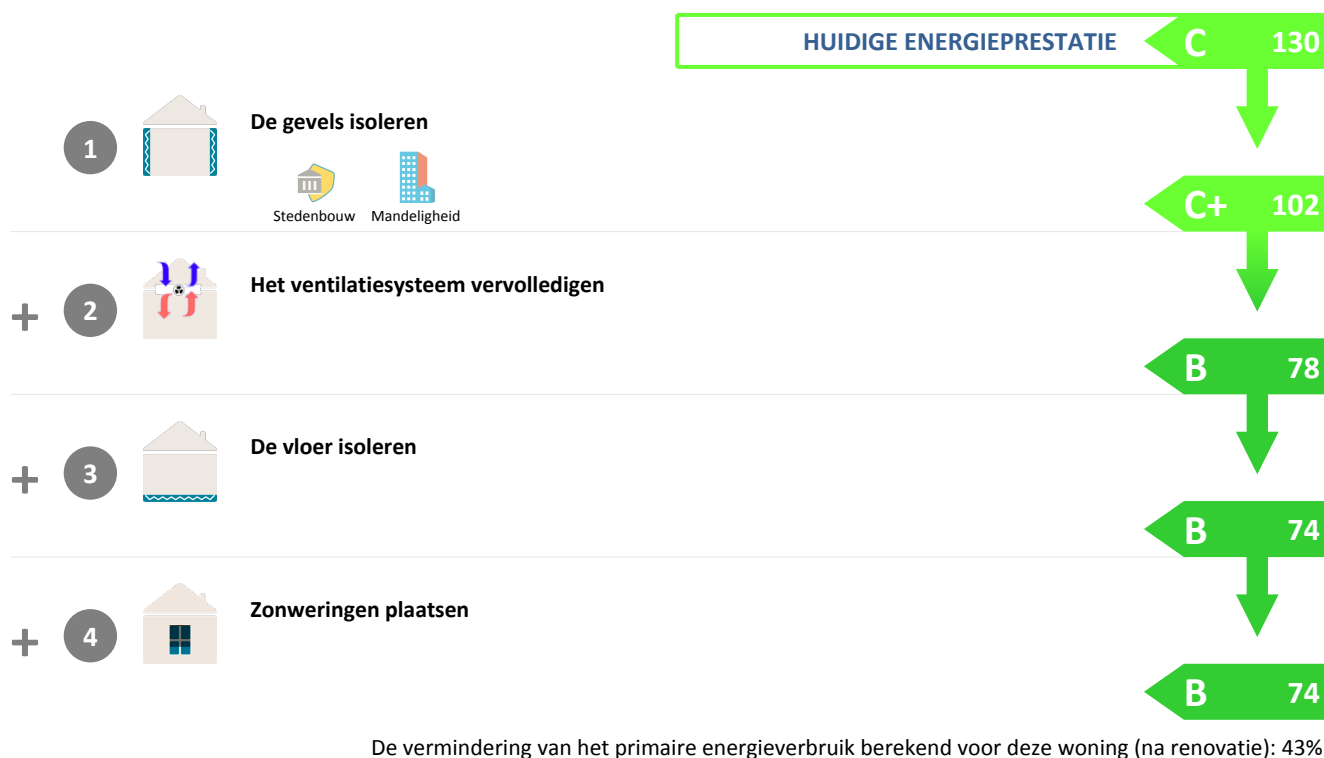 HUIDIGE ENERGIEPRESTATIE C 130
1 De gevels isoleren
Stedenbouw Mandeligheid
C+ 102
+ 2 Het ventilatiesysteem vervolledigen
B 78
+ 3 De vloer isoleren
B 74
+ 4 Zonweringen plaatsen
B 74
De vermindering van het primaire energieverbruik berekend voor deze woning (na renovatie): 43%